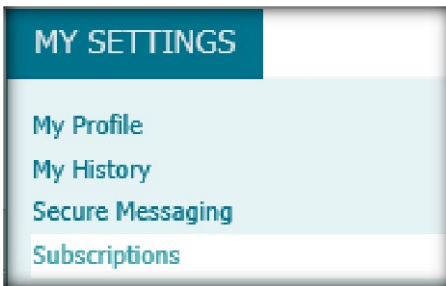 MY SETTINGS
My Profile
My History
Secure Messaging
Subscriptions